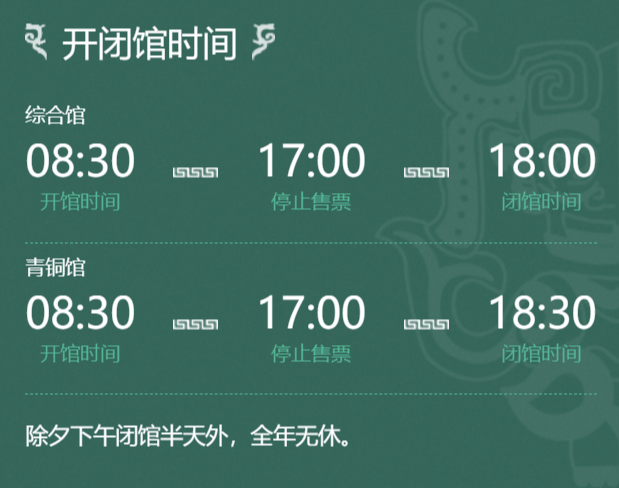 开闭馆时间
综合馆
08:30 17:00 18:00
开馆时间 停止售票 闭馆时间
青铜馆
08:30 17:00 18:30
开馆时间 停止售票 闭馆时间
除夕下午闭馆半天外，全年无休。